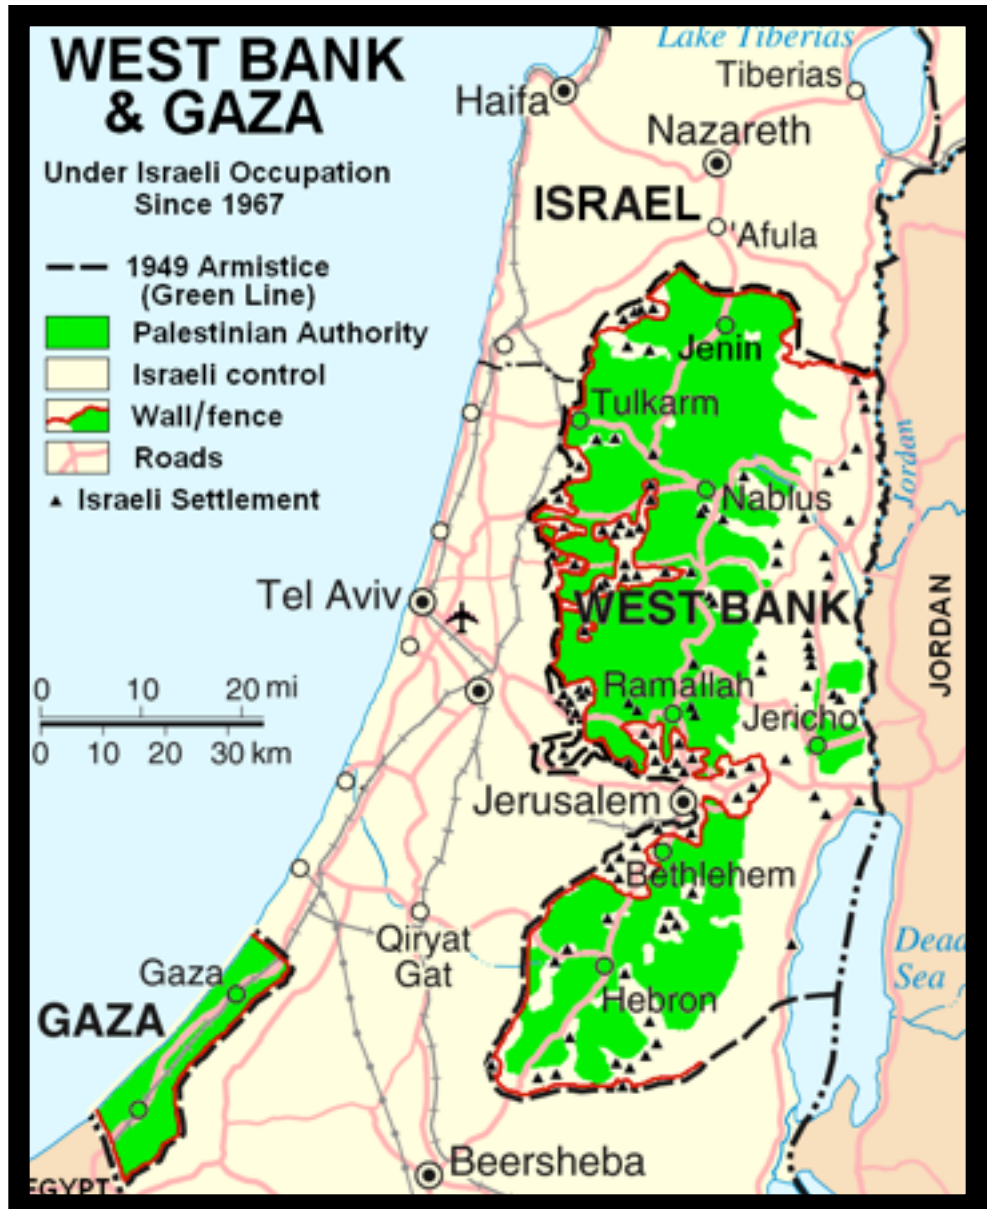 WEST BANK
& GAZA
Under Israeli Occupation
Since 1967
1949 Armistice
(Green Line)
Palestinian Authority
Israeli control
Wall/fence
Roads
Israeli Settlement
Lake Tiberias
Tiberias
Haifa
Nazareth
ISRAEL
'Afula
Jenin
Tulkarm
Jordan
Nablus
Tel Aviv
WEST BANK
JORDAN
0 10 20 mi
0 10 20 30 km
Ramallah
Jericho
Jerusalem
Bethlehem
Qiryat
Gat
Dead
Sea
Gaza
Hebron
GAZA
Beersheba
EGYPT